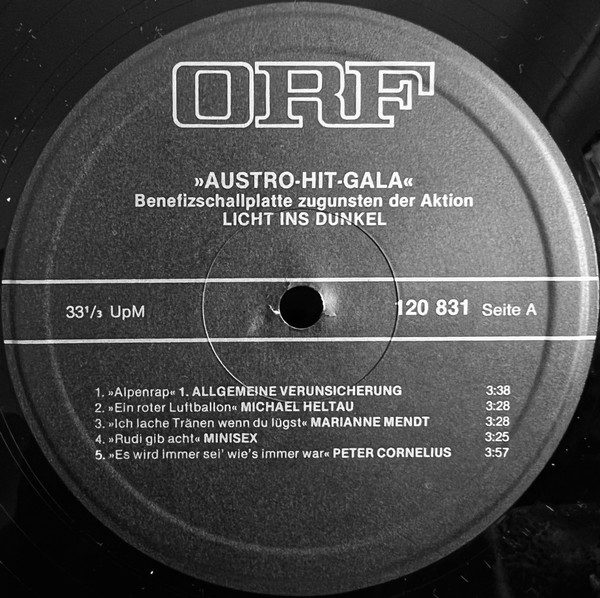 ORF
»AUSTRO-HIT-GALA«
Benefizschallplatte zugunsten der Aktion
LICHT INS DUNKEL
33¹/₃ UpM 120 831 Seite A
1. »Alpenrap« 1. ALLGEMEINE VERUNSICHERUNG 3:38
2. »Ein roter Luftballon« MICHAEL HELTAU 3:28
3. »Ich lache Tränen wenn du lügst« MARIANNE MENDT 3:28
4. »Rudi gib acht« MINISEX 3:25
5. »Es wird immer sei' wie's immer war« PETER CORNELIUS 3:57